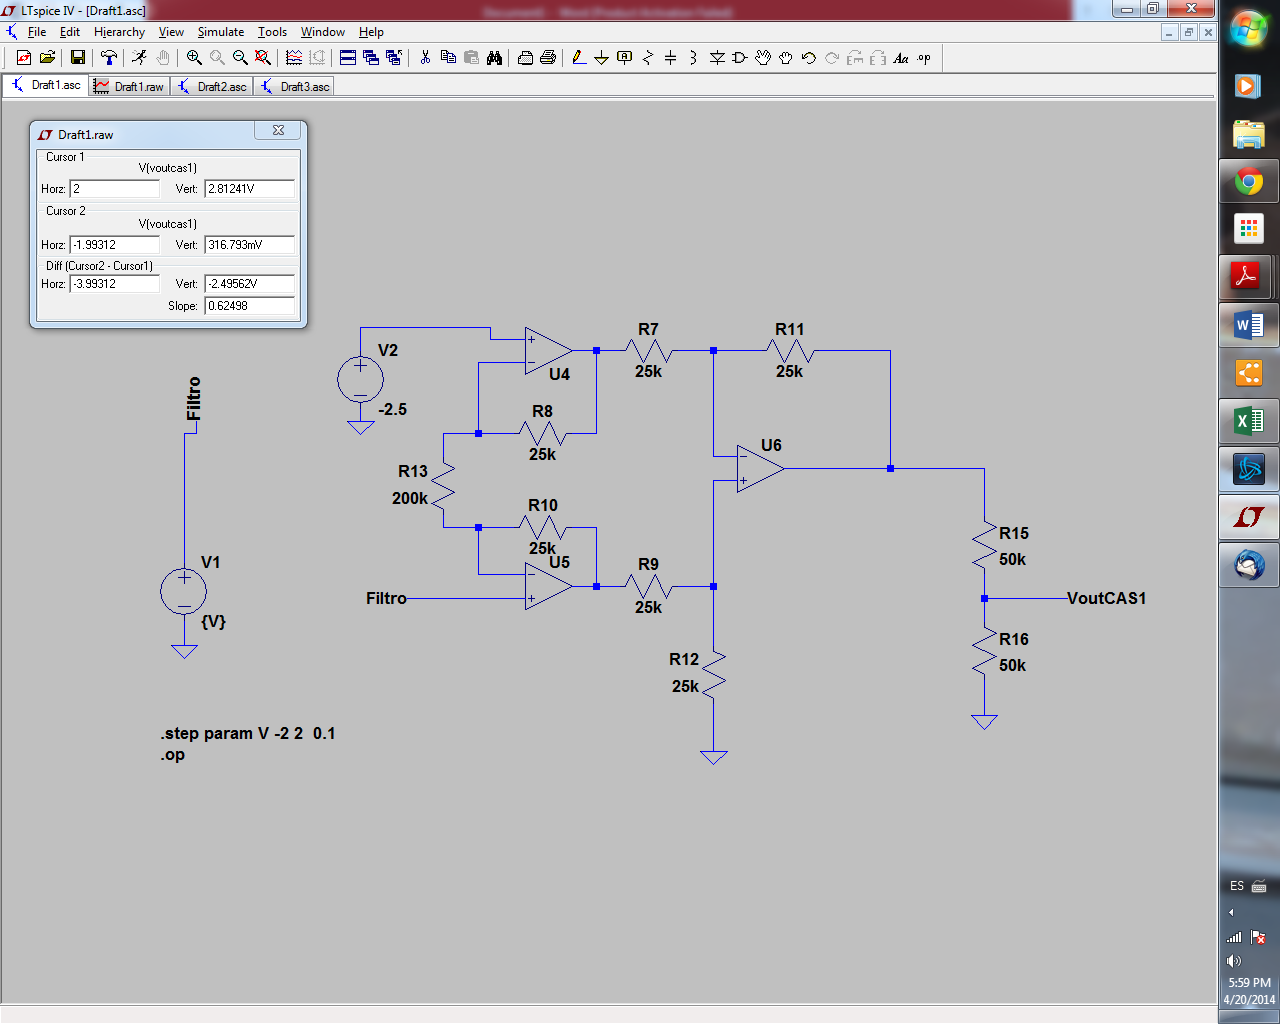 LTspice IV - [Draft1.asc]
File Edit Hierarchy View Simulate Tools Window Help
Aa .op
Draft1.asc Draft1.raw Draft2.asc Draft3.asc
Draft1.raw
Cursor 1
V(voutcas1)
Horz: 2 Vert: 2.81241V
Cursor 2
V(voutcas1)
Horz: -1.99312 Vert: 316.793mV
Diff (Cursor2 - Cursor1)
Horz: -3.99312 Vert: -2.49562V
Slope: 0.62498
Filtro
V1
{V}
.step param V -2 2 0.1
.op
V2
-2.5
U4
R7
25k
R11
25k
R8
25k
R13
200k
R10
25k
U5
Filtro
R9
25k
U6
R12
25k
R15
50k
VoutCAS1
R16
50k
ES
5:59 PM
4/20/2014